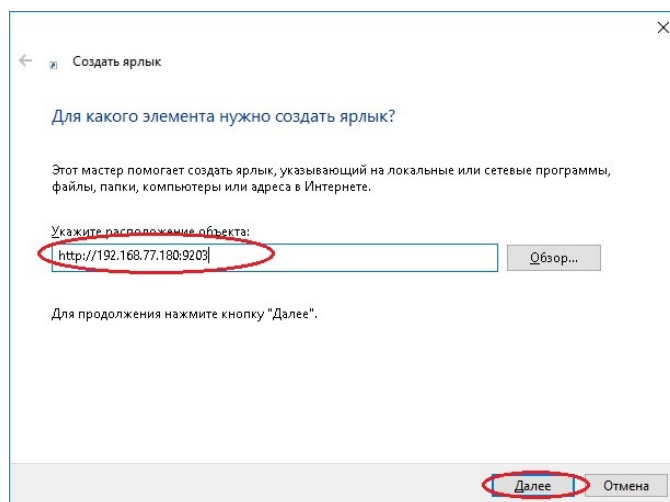 Создать ярлык
Для какого элемента нужно создать ярлык?
Этот мастер помогает создать ярлык, указывающий на локальные или сетевые программы,
файлы, папки, компьютеры или адреса в Интернете.
Укажите расположение объекта:
http://192.168.77.180:9203
Обзор...
Для продолжения нажмите кнопку "Далее".
Далее
Отмена